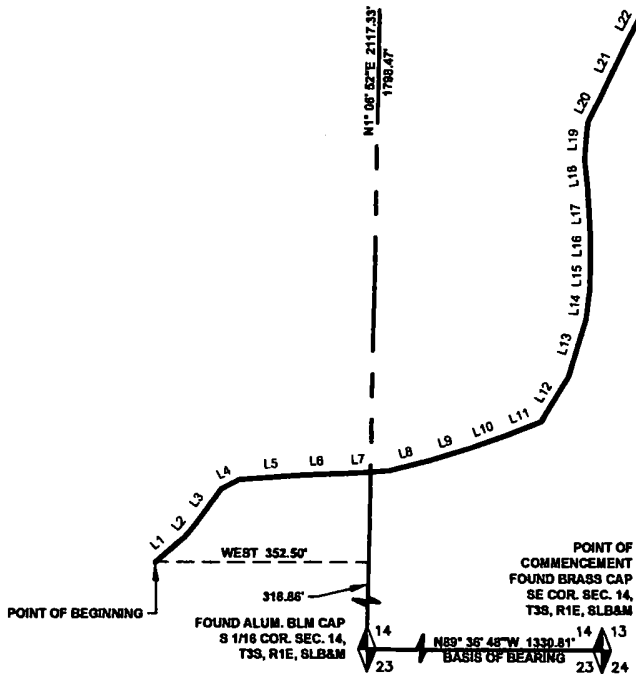 N1° 06' 52"E 2117.33'
1798.47'
L22
L21
L20
L19
L18
L17
L16
L15
L14
L13
L12
L11
L10
L9
L8
L7
L6
L5
L4
L3
L2
L1
WEST 352.50'
POINT OF BEGINNING
318.86'
FOUND ALUM. BLM CAP
S 1/16 COR. SEC. 14,
T3S, R1E, SLB&M
POINT OF
COMMENCEMENT
FOUND BRASS CAP
SE COR. SEC. 14,
T3S, R1E, SLB&M
14
23
N89° 36' 48"W 1330.81'
BASIS OF BEARING
14 13
23 24